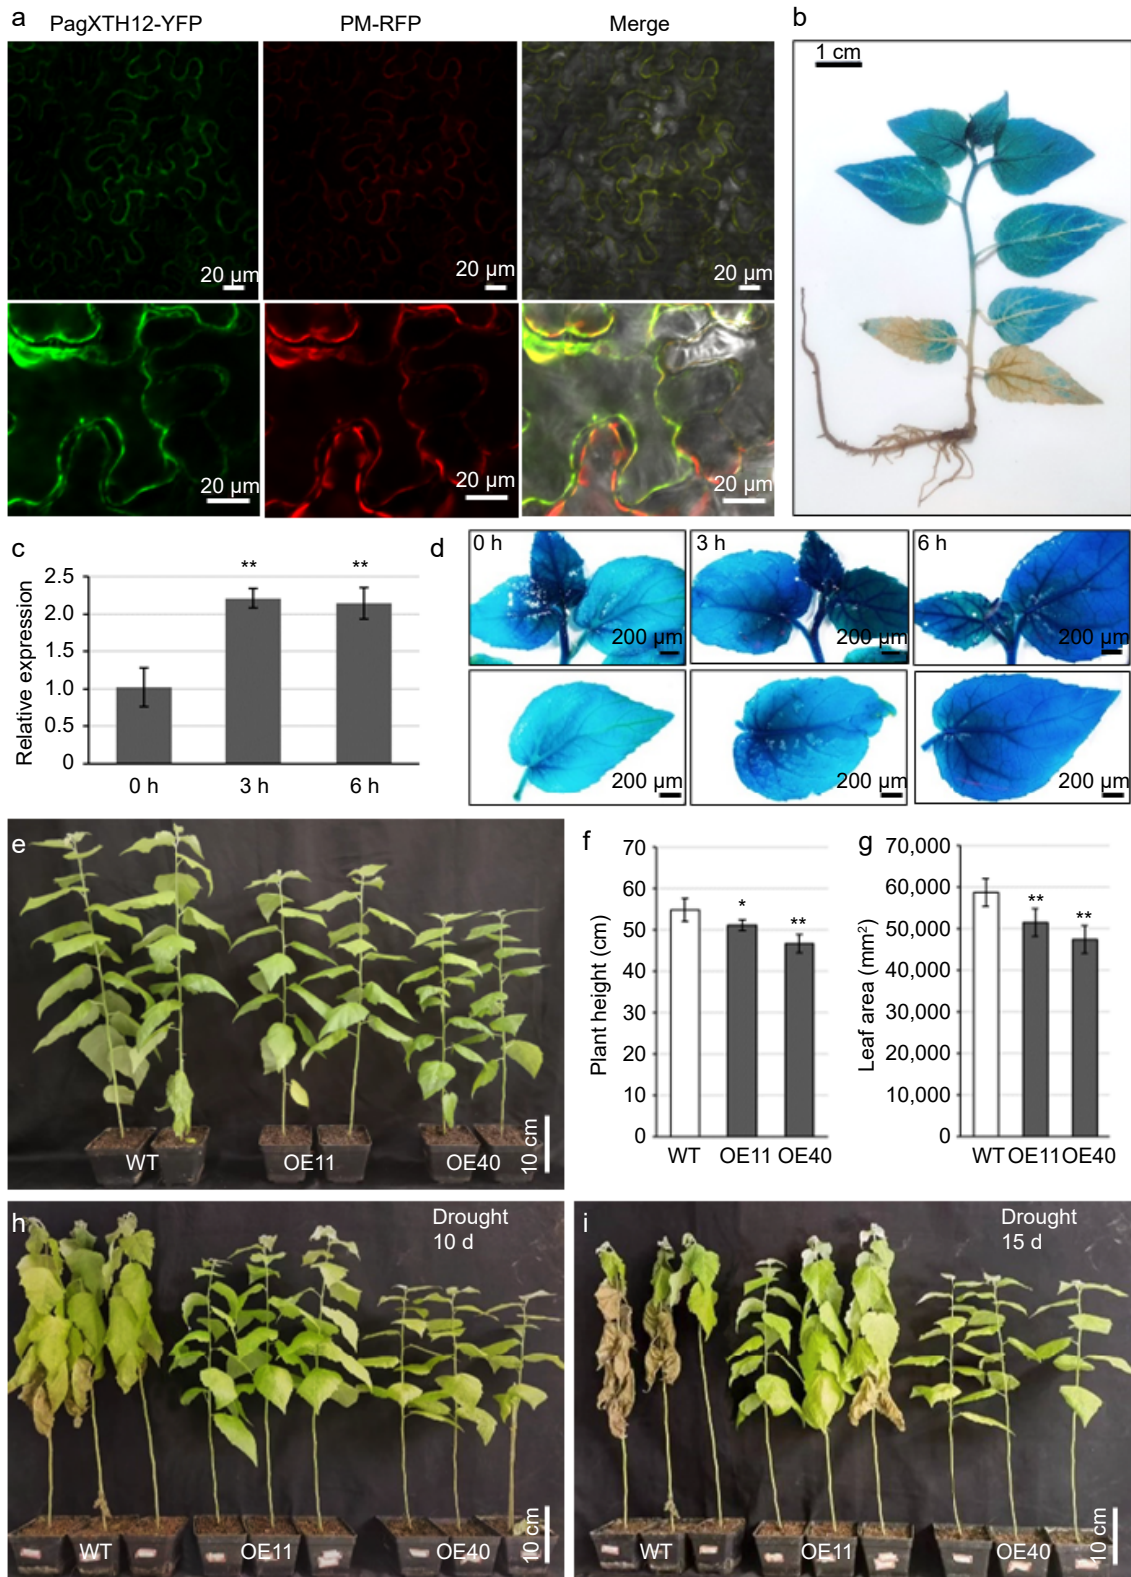 a
PagXTH12-YFP
PM-RFP
Merge
20 µm
20 µm
20 µm
20 µm
20 µm
20 µm
b
1 cm
c
Relative expression
2.5
2.0
1.5
1.0
0.5
0
**
**
0 h
3 h
6 h
d
0 h
3 h
6 h
200 µm
200 µm
200 µm
200 µm
200 µm
200 µm
e
WT
OE11
OE40
10 cm
f
Plant height (cm)
70
60
50
40
30
20
10
0
*
**
WT
OE11
OE40
g
Leaf area (mm²)
70,000
60,000
50,000
40,000
30,000
20,000
10,000
0
**
**
WT
OE11
OE40
h
Drought
10 d
WT
OE11
OE40
10 cm
i
Drought
15 d
WT
OE11
OE40
10 cm